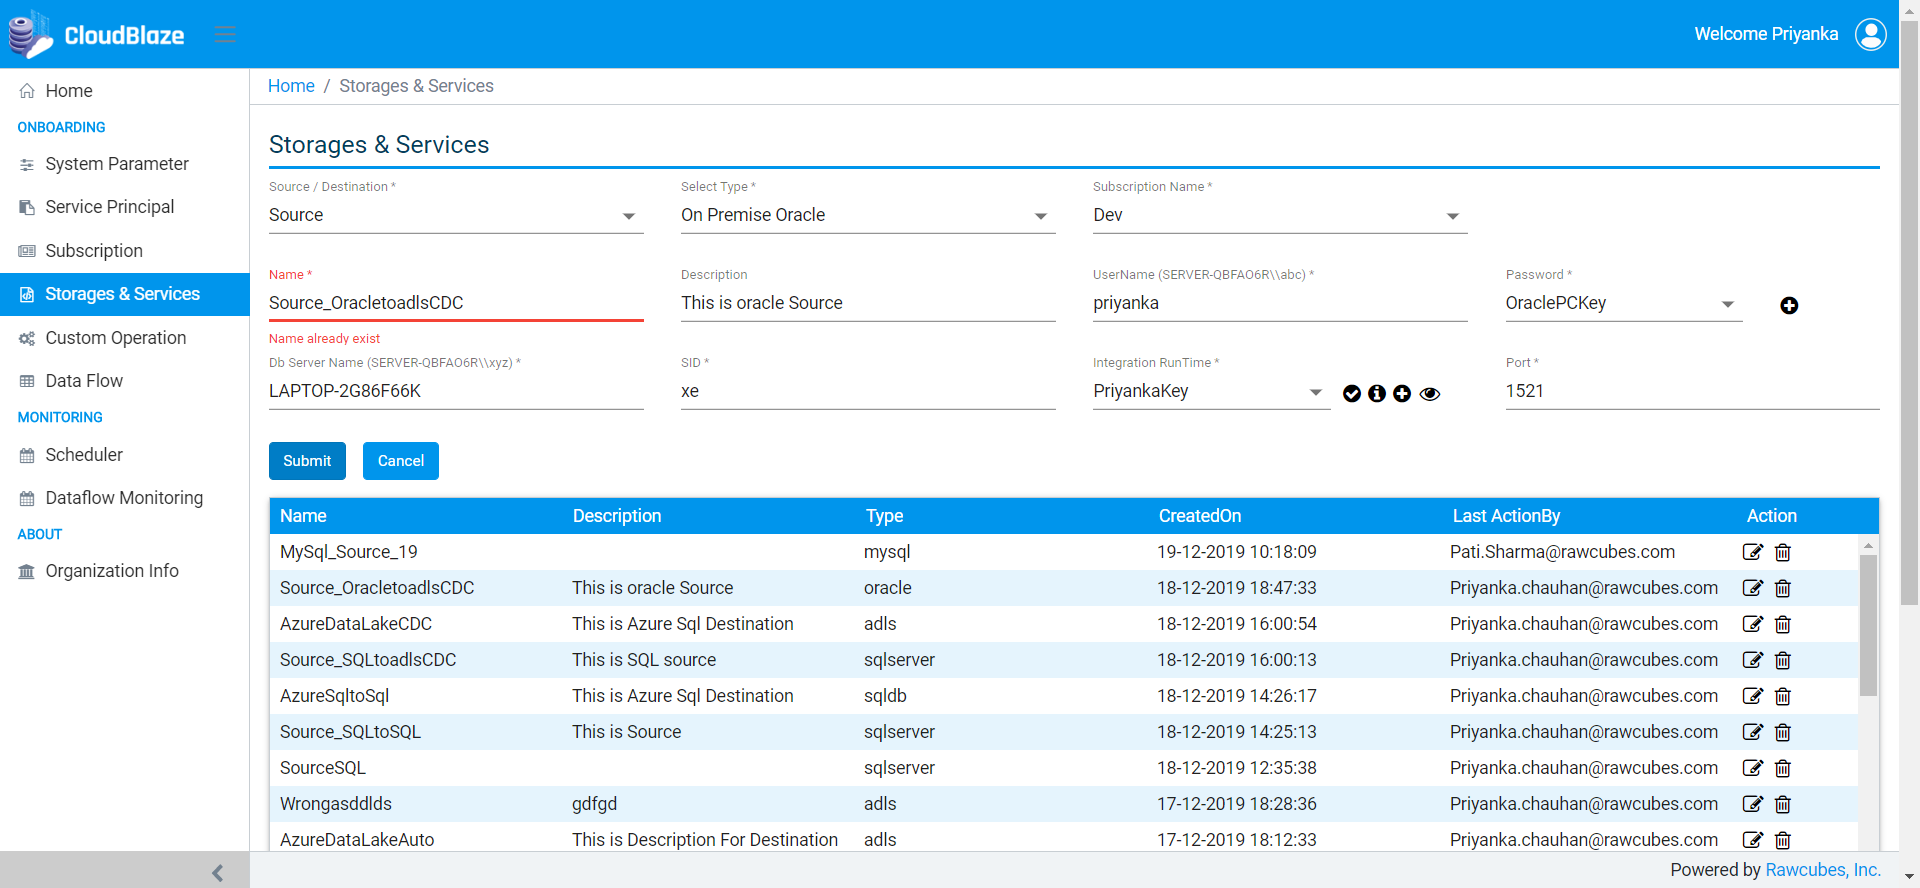 CloudBlaze
Welcome Priyanka
Home
ONBOARDING
System Parameter
Service Principal
Subscription
Storages & Services
Custom Operation
Data Flow
MONITORING
Scheduler
Dataflow Monitoring
ABOUT
Organization Info
Home / Storages & Services
Storages & Services
Source / Destination * Select Type * Subscription Name *
Source On Premise Oracle Dev
Name * Description UserName (SERVER-QBFAO6R\\abc) * Password *
Source_OracletoadlsCDC This is oracle Source priyanka OraclePCKey
Name already exist
Db Server Name (SERVER-QBFAO6R\\xyz) * SID * Integration RunTime * Port *
LAPTOP-2G86F66K xe PriyankaKey 1521
Submit Cancel
Name Description Type CreatedOn Last ActionBy Action
MySql_Source_19 mysql 19-12-2019 10:18:09 Pati.Sharma@rawcubes.com
Source_OracletoadlsCDC This is oracle Source oracle 18-12-2019 18:47:33 Priyanka.chauhan@rawcubes.com
AzureDataLakeCDC This is Azure Sql Destination adls 18-12-2019 16:00:54 Priyanka.chauhan@rawcubes.com
Source_SQLtoadlsCDC This is SQL source sqlserver 18-12-2019 16:00:13 Priyanka.chauhan@rawcubes.com
AzureSqltoSql This is Azure Sql Destination sqldb 18-12-2019 14:26:17 Priyanka.chauhan@rawcubes.com
Source_SQLtoSQL This is Source sqlserver 18-12-2019 14:25:13 Priyanka.chauhan@rawcubes.com
SourceSQL sqlserver 18-12-2019 12:35:38 Priyanka.chauhan@rawcubes.com
Wrongasddlds gdfgd adls 17-12-2019 18:28:36 Priyanka.chauhan@rawcubes.com
AzureDataLakeAuto This is Description For Destination adls 17-12-2019 18:12:33 Priyanka.chauhan@rawcubes.com
Powered by Rawcubes, Inc.